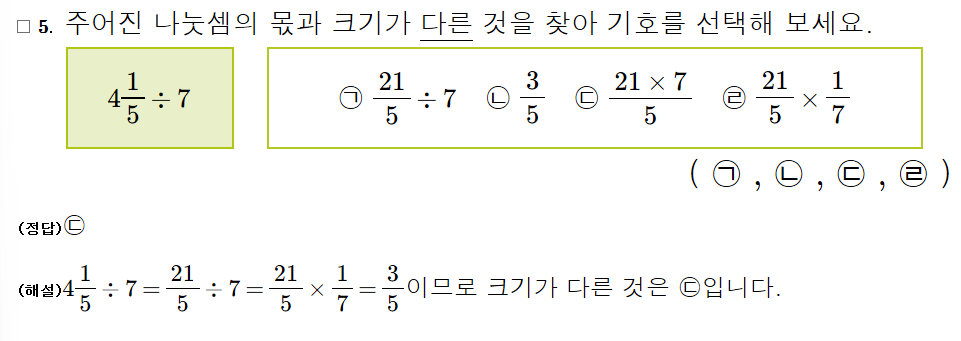 □ 5. 주어진 나눗셈의 몫과 크기가 다른 것을 찾아 기호를 선택해 보세요.
4 1/5 ÷ 7
㉠ 21/5 ÷ 7 ㉡ 3/5 ㉢ (21 × 7)/5 ㉣ 21/5 × 1/7
( ㉠ , ㉡ , ㉢ , ㉣ )
(정답)㉢
(해설)4 1/5 ÷ 7 = 21/5 ÷ 7 = 21/5 × 1/7 = 3/5 이므로 크기가 다른 것은 ㉢입니다.